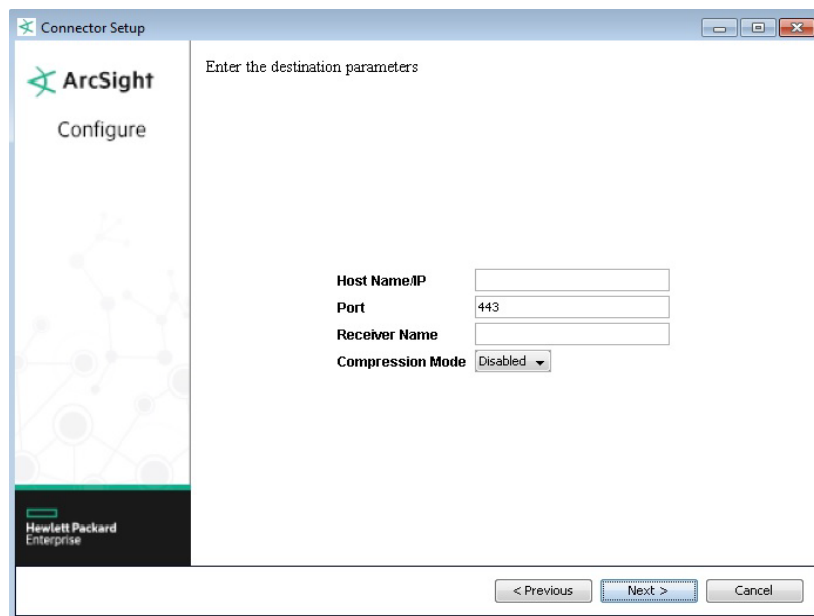 Connector Setup
ArcSight
Configure
Enter the destination parameters
Host Name/IP
Port 443
Receiver Name
Compression Mode Disabled
Hewlett Packard
Enterprise
< Previous Next > Cancel